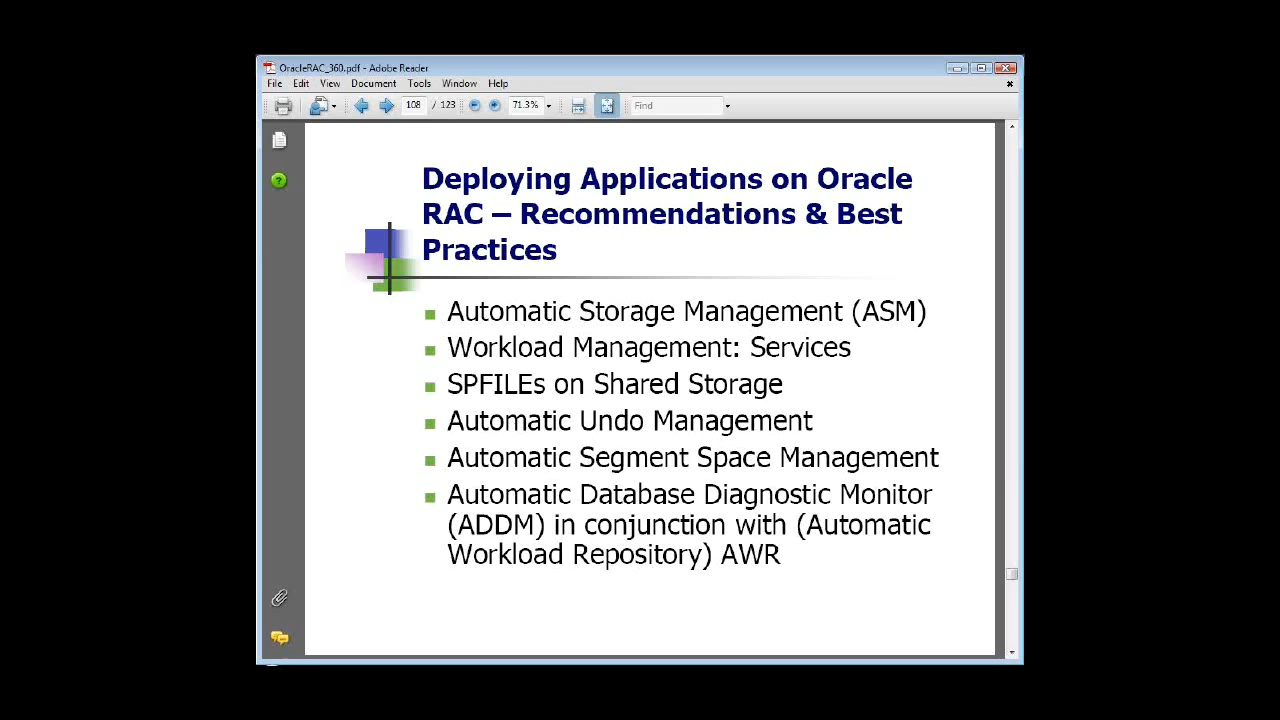 OracleRAC_360.pdf - Adobe Reader
File Edit View Document Tools Window Help
108 / 123 71.3% Find
Deploying Applications on Oracle
RAC – Recommendations & Best
Practices
Automatic Storage Management (ASM)
Workload Management: Services
SPFILEs on Shared Storage
Automatic Undo Management
Automatic Segment Space Management
Automatic Database Diagnostic Monitor
(ADDM) in conjunction with (Automatic
Workload Repository) AWR